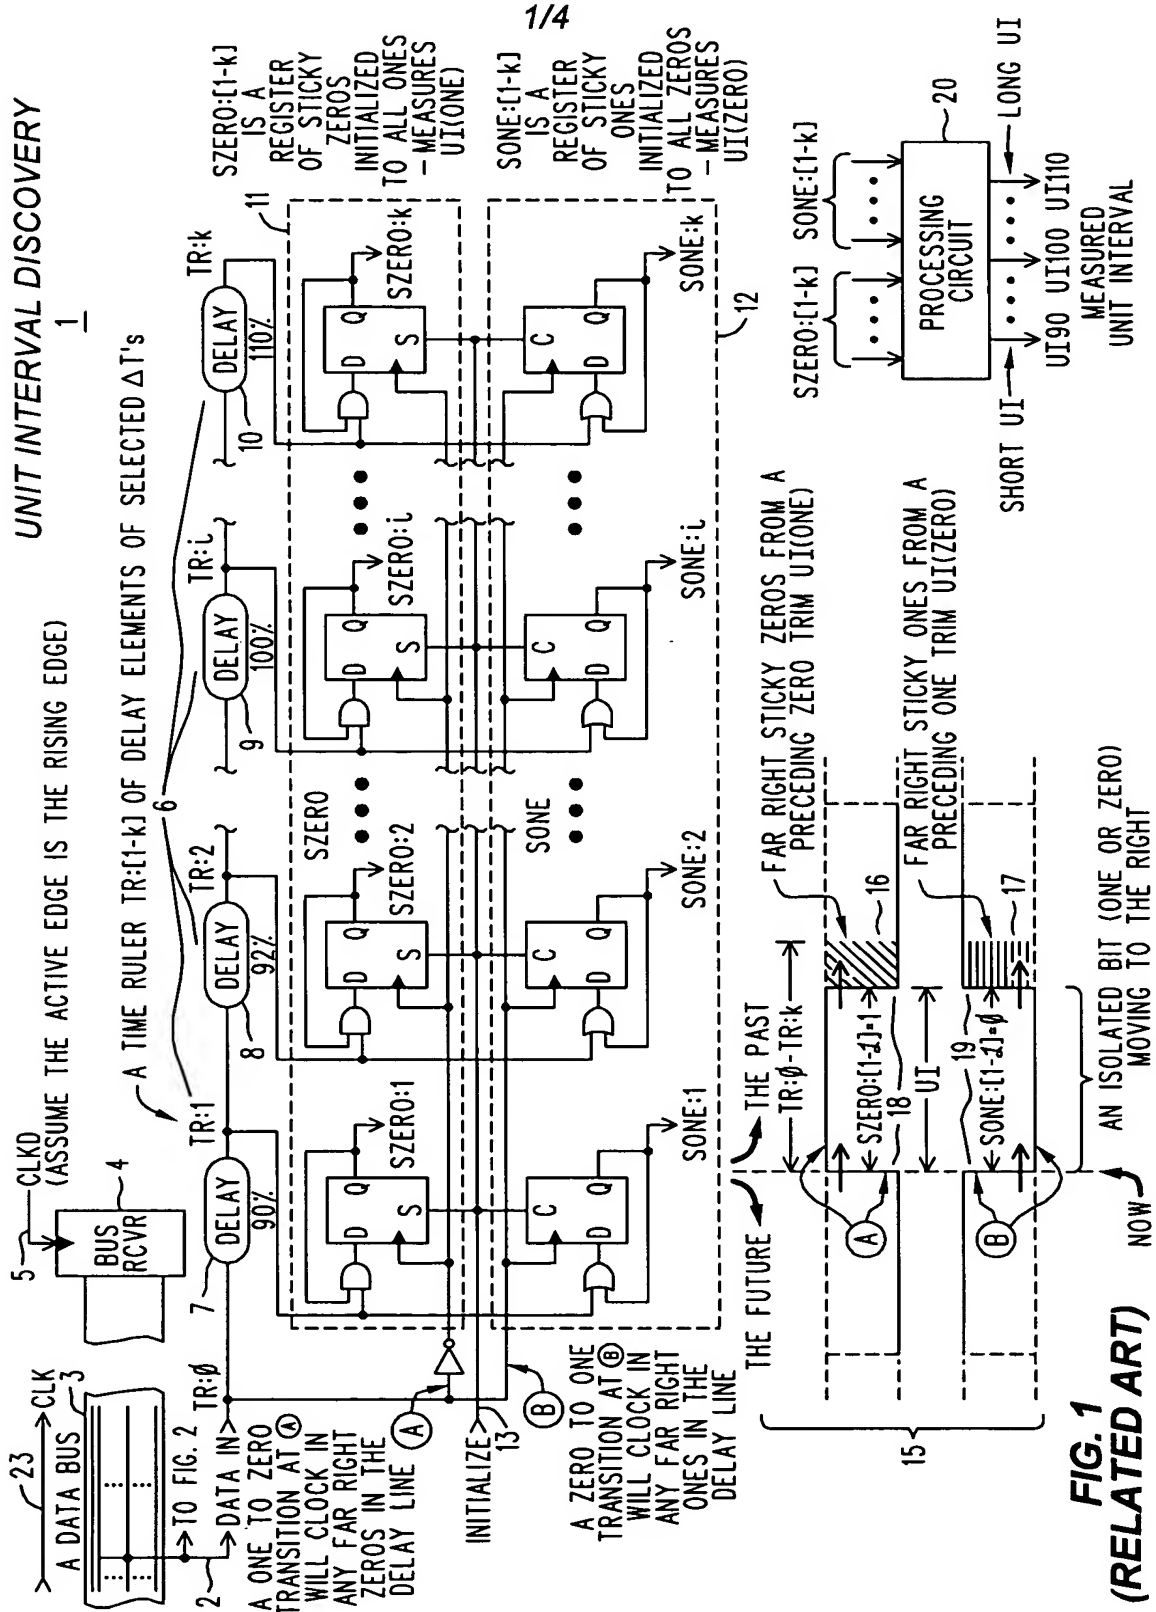 1/4
UNIT INTERVAL DISCOVERY
1
23
CLK
A DATA BUS
3
TO FIG. 2
2
DATA IN
TR:Ø
5
CLKD
(ASSUME THE ACTIVE EDGE IS THE RISING EDGE)
4
BUS
RCVR
A TIME RULER TR:[1-k] OF DELAY ELEMENTS OF SELECTED ΔT's
6
TR:1
TR:2
TR:i
TR:k
7
DELAY
90%
8
DELAY
92%
9
DELAY
100%
10
DELAY
110%
11
A ONE TO ZERO
TRANSITION AT Ⓐ
WILL CLOCK IN
ANY FAR RIGHT
ZEROS IN THE
DELAY LINE
A
INITIALIZE
13
B
A ZERO TO ONE
TRANSITION AT Ⓑ
WILL CLOCK IN
ANY FAR RIGHT
ONES IN THE
DELAY LINE
D
Q
S
SZERO:1
D
Q
S
SZERO:2
SZERO
D
Q
S
SZERO:i
D
Q
S
SZERO:k
C
D
Q
SONE:1
C
D
Q
SONE:2
SONE
C
D
Q
SONE:i
C
D
Q
SONE:k
12
SZERO:[1-k]
IS A
REGISTER
OF STICKY
ZEROS
INITIALIZED
TO ALL ONES
-MEASURES
UI(ONE)
SONE:[1-k]
IS A
REGISTER
OF STICKY
ONES
INITIALIZED
TO ALL ZEROS
-MEASURES
UI(ZERO)
THE FUTURE
THE PAST
TR:Ø-TR:k
15
A
SZERO:[1-i]=1
18
UI
B
19
SONE:[1-i]=Ø
16
17
FAR RIGHT STICKY ZEROS FROM A
PRECEDING ZERO TRIM UI(ONE)
FAR RIGHT STICKY ONES FROM A
PRECEDING ONE TRIM UI(ZERO)
NOW
AN ISOLATED BIT (ONE OR ZERO)
MOVING TO THE RIGHT
SZERO:[1-k]
SONE:[1-k]
PROCESSING
CIRCUIT
20
SHORT UI
LONG UI
UI90 UI100 UI110
MEASURED
UNIT INTERVAL
FIG. 1
(RELATED ART)